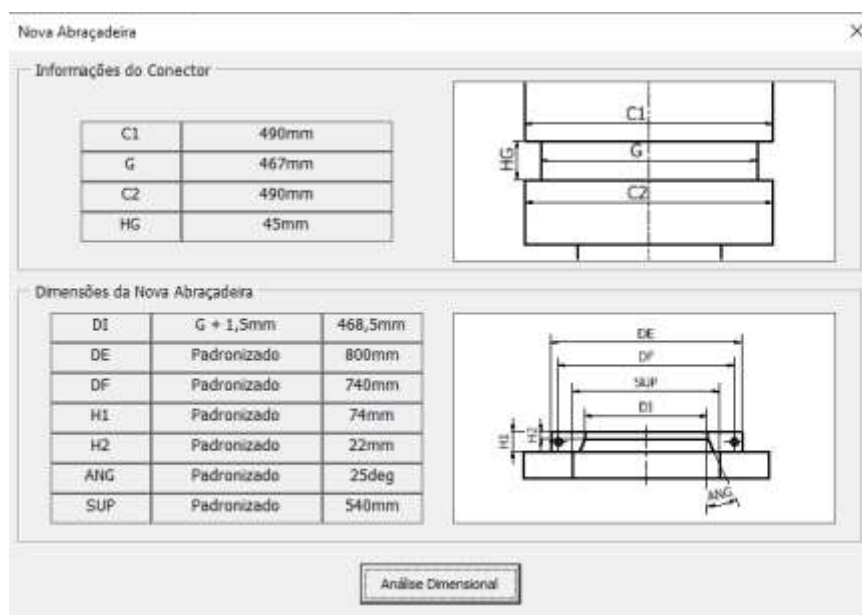 Nova Abraçadeira
Informações do Conector
C1 490mm
G 467mm
C2 490mm
HG 45mm
C1
G
HG
C2
Dimensões da Nova Abraçadeira
DI G + 1,5mm 468,5mm
DE Padronizado 800mm
DF Padronizado 740mm
H1 Padronizado 74mm
H2 Padronizado 22mm
ANG Padronizado 25deg
SUP Padronizado 540mm
DE
DF
SUP
DI
H1
H2
ANG
Análise Dimensional